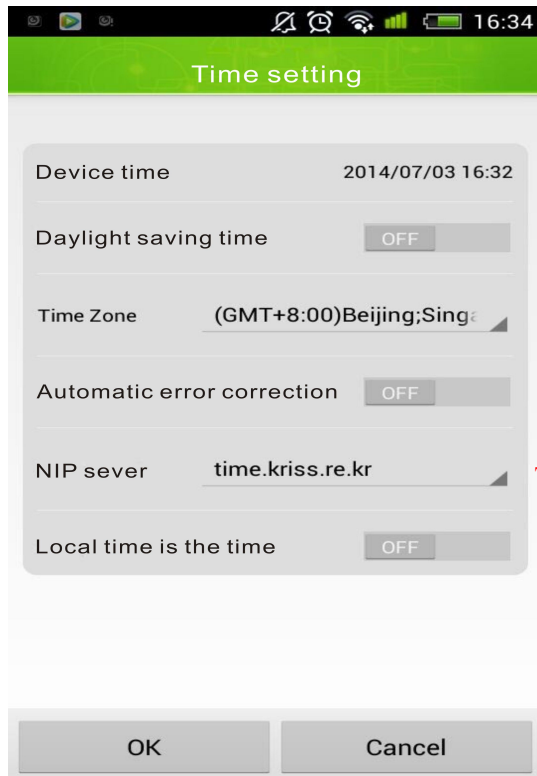 16:34
Time setting
Device time 2014/07/03 16:32
Daylight saving time OFF
Time Zone (GMT+8:00)Beijing;Singa
Automatic error correction OFF
NIP sever time.kriss.re.kr
Local time is the time OFF
OK Cancel